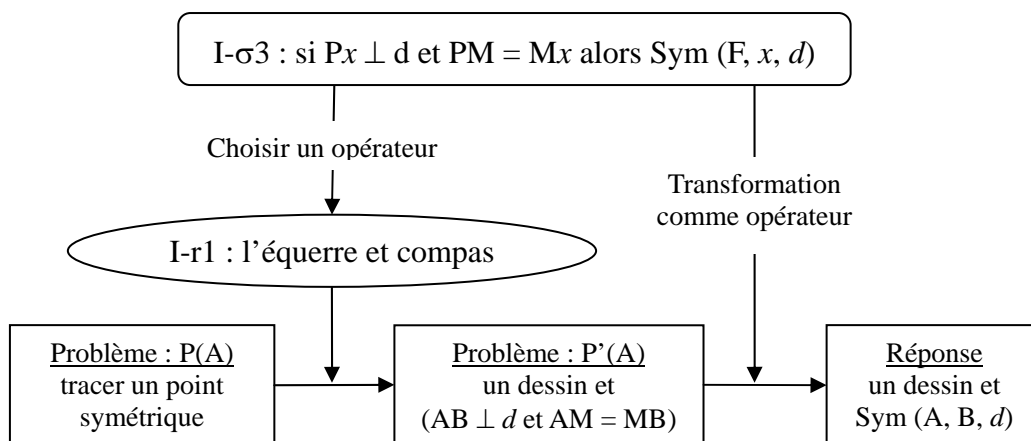 I-σ3 : si Px ⊥ d et PM = Mx alors Sym (F, x, d)
Choisir un opérateur
Transformation
comme opérateur
I-r1 : l’équerre et compas
Problème : P(A)
tracer un point
symétrique
Problème : P’(A)
un dessin et
(AB ⊥ d et AM = MB)
Réponse
un dessin et
Sym (A, B, d)